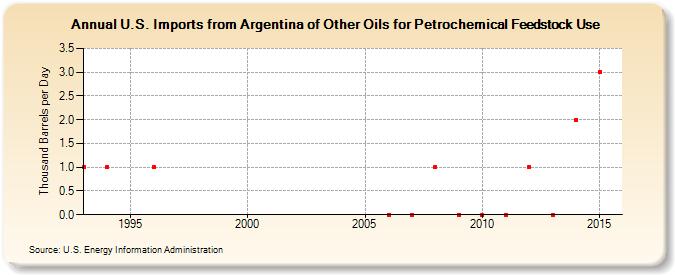 Annual U.S. Imports from Argentina of Other Oils for Petrochemical Feedstock Use
Thousand Barrels per Day
3.5
3.0
2.5
2.0
1.5
1.0
0.5
0.0
1995 2000 2005 2010 2015
Source: U.S. Energy Information Administration